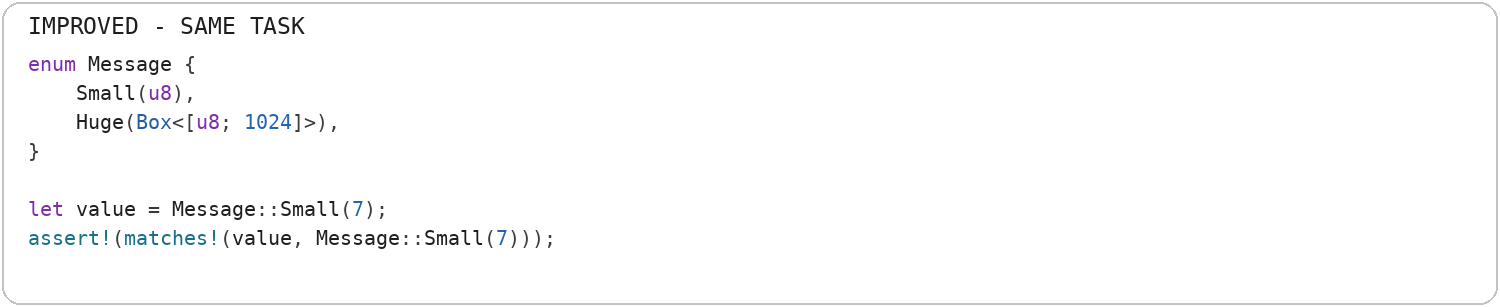 IMPROVED - SAME TASK
enum Message {
    Small(u8),
    Huge(Box<[u8; 1024]>),
}

let value = Message::Small(7);
assert!(matches!(value, Message::Small(7)));